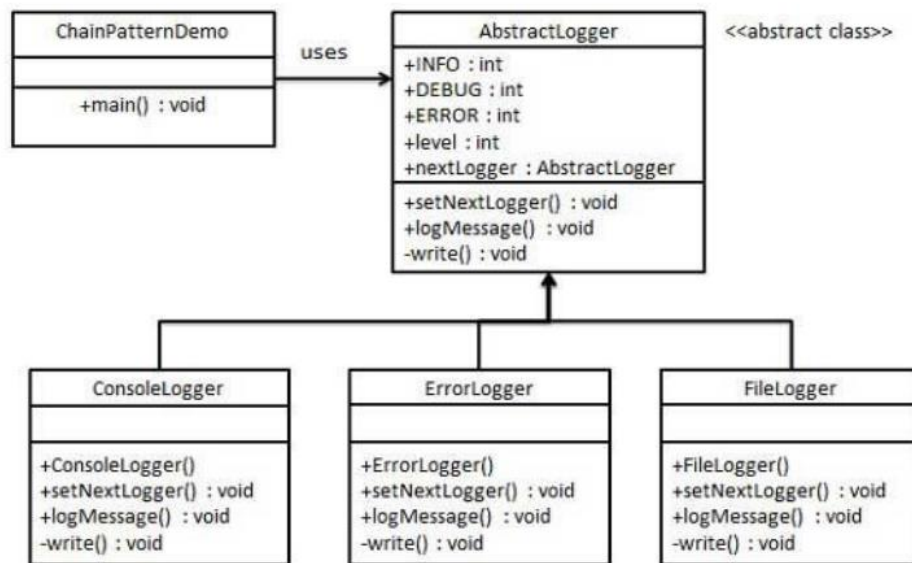 ChainPatternDemo
+main() : void
uses
AbstractLogger
+INFO : int
+DEBUG : int
+ERROR : int
+level : int
+nextLogger : AbstractLogger
+setNextLogger() : void
+logMessage() : void
-write() : void
<<abstract class>>
ConsoleLogger
+ConsoleLogger()
+setNextLogger() : void
+logMessage() : void
-write() : void
ErrorLogger
+ErrorLogger()
+setNextLogger() : void
+logMessage() : void
-write() : void
FileLogger
+FileLogger()
+setNextLogger() : void
+logMessage() : void
-write() : void